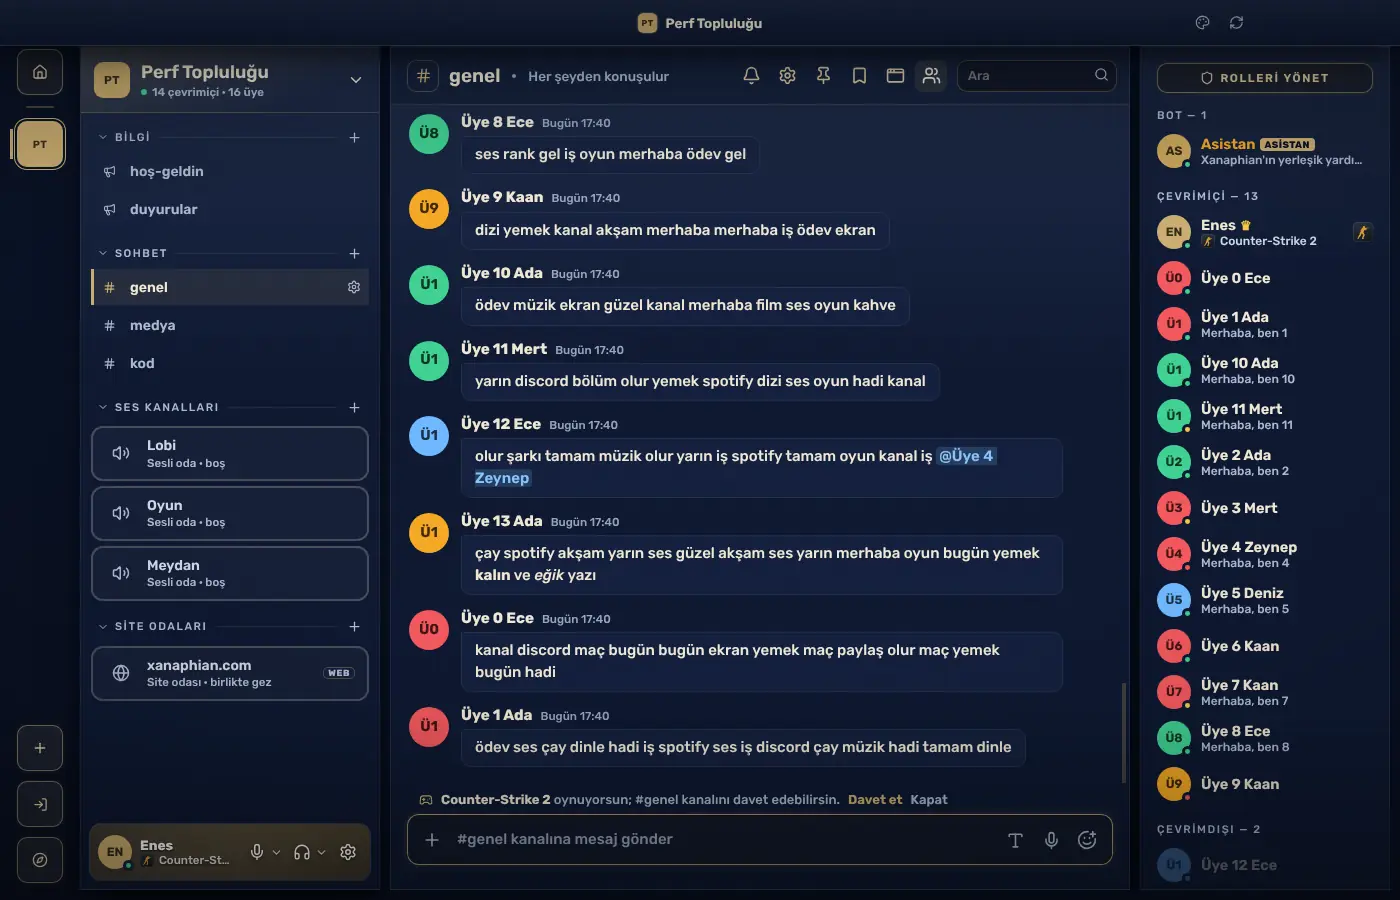 PT Perf Topluluğu
PT
PT
Perf Topluluğu
14 çevrimiçi • 16 üye
BİLGİ
hoş-geldin
duyurular
SOHBET
# genel
# medya
# kod
SES KANALLARI
Lobi
Sesli oda • boş
Oyun
Sesli oda • boş
Meydan
Sesli oda • boş
SİTE ODALARI
xanaphian.com
Site odası • birlikte gez
WEB
EN
Enes
Counter-St...
# genel • Her şeyden konuşulur
Ara
Ü8
Üye 8 Ece Bugün 17:40
ses rank gel iş oyun merhaba ödev gel
Ü9
Üye 9 Kaan Bugün 17:40
dizi yemek kanal akşam merhaba merhaba iş ödev ekran
Ü1
Üye 10 Ada Bugün 17:40
ödev müzik ekran güzel kanal merhaba film ses oyun kahve
Ü1
Üye 11 Mert Bugün 17:40
yarın discord bölüm olur yemek spotify dizi ses oyun hadi kanal
Ü1
Üye 12 Ece Bugün 17:40
olur şarkı tamam müzik olur yarın iş spotify tamam oyun kanal iş @Üye 4
Zeynep
Ü1
Üye 13 Ada Bugün 17:40
çay spotify akşam yarın ses güzel akşam ses yarın merhaba oyun bugün yemek
kalın ve eğik yazı
Ü0
Üye 0 Ece Bugün 17:40
kanal discord maç bugün bugün ekran yemek maç paylaş olur maç yemek
bugün hadi
Ü1
Üye 1 Ada Bugün 17:40
ödev ses çay dinle hadi iş spotify ses iş discord çay müzik hadi tamam dinle
Counter-Strike 2 oynuyorsun; #genel kanalını davet edebilirsin. Davet et Kapat
#genel kanalına mesaj gönder
ROLLERİ YÖNET
BOT — 1
AS
Asistan ASİSTAN
Xanaphian'ın yerleşik yardı...
ÇEVRİMİÇİ — 13
EN
Enes
Counter-Strike 2
Ü0
Üye 0 Ece
Ü1
Üye 1 Ada
Merhaba, ben 1
Ü1
Üye 10 Ada
Merhaba, ben 10
Ü1
Üye 11 Mert
Merhaba, ben 11
Ü2
Üye 2 Ada
Merhaba, ben 2
Ü3
Üye 3 Mert
Ü4
Üye 4 Zeynep
Merhaba, ben 4
Ü5
Üye 5 Deniz
Merhaba, ben 5
Ü6
Üye 6 Kaan
Ü7
Üye 7 Kaan
Merhaba, ben 7
Ü8
Üye 8 Ece
Merhaba, ben 8
Ü9
Üye 9 Kaan
ÇEVRİMDIŞI — 2
Ü1
Üye 12 Ece